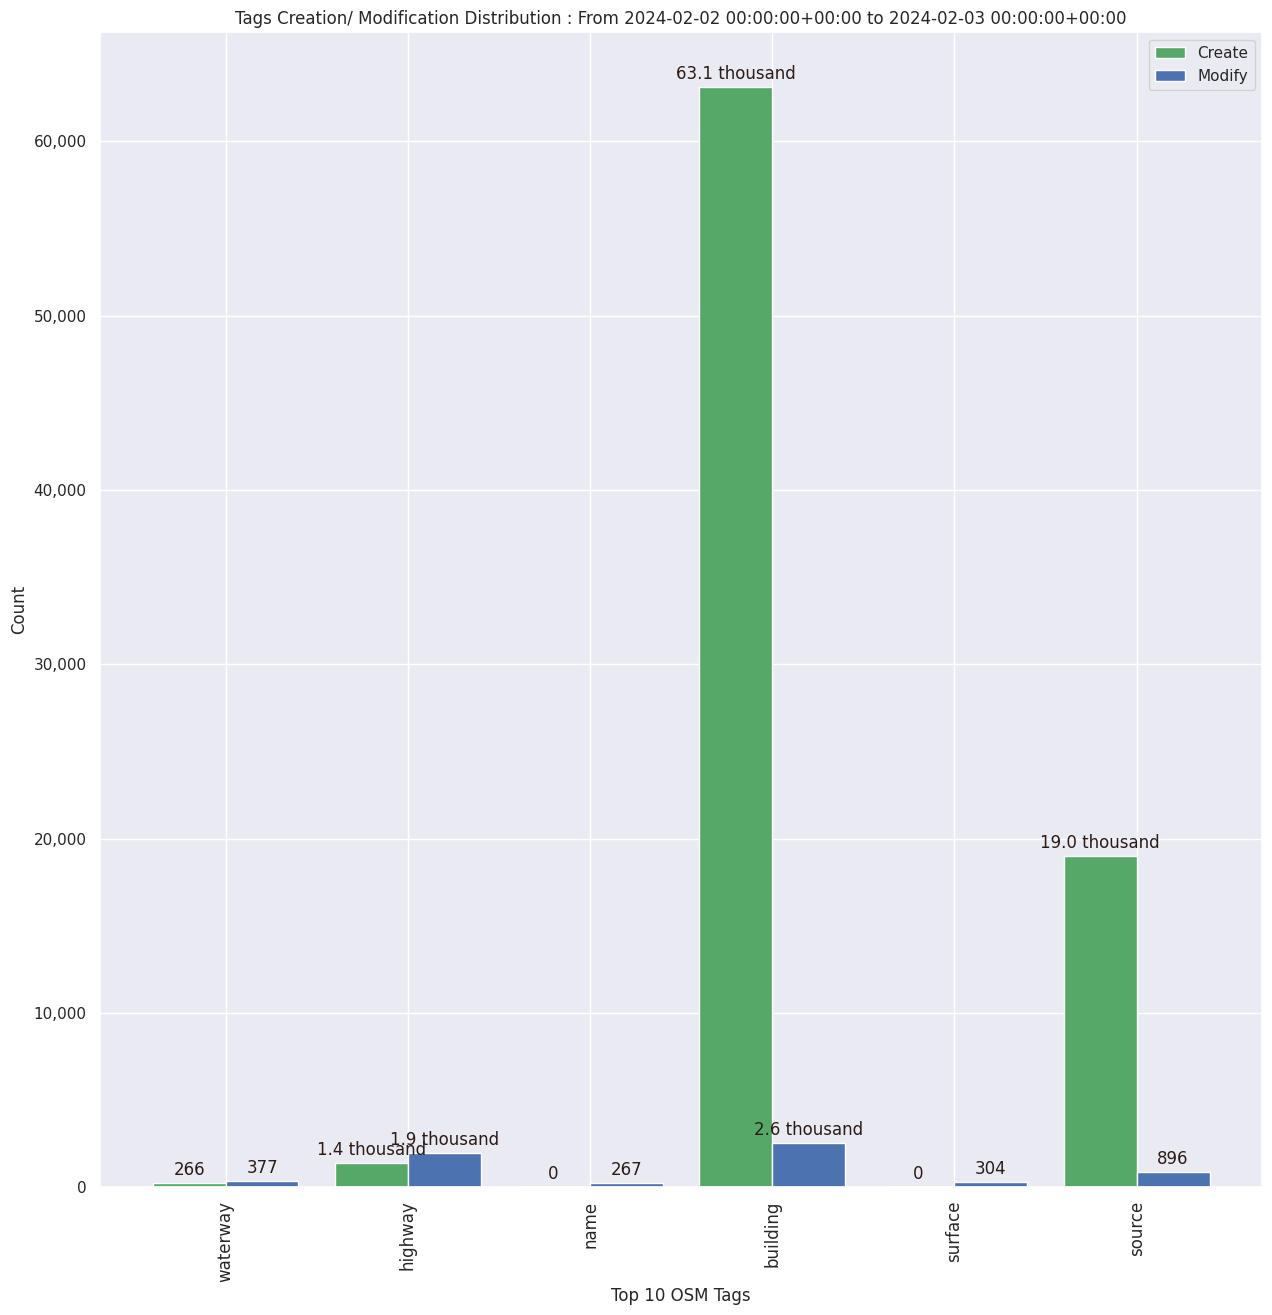 Tags Creation/ Modification Distribution : From 2024-02-02 00:00:00+00:00 to 2024-02-03 00:00:00+00:00
Create
Modify
63.1 thousand
60,000
50,000
40,000
30,000
20,000
10,000
0
Count
266
377
1.4 thousand
1.9 thousand
0
267
2.6 thousand
0
304
19.0 thousand
896
waterway
highway
name
building
surface
source
Top 10 OSM Tags